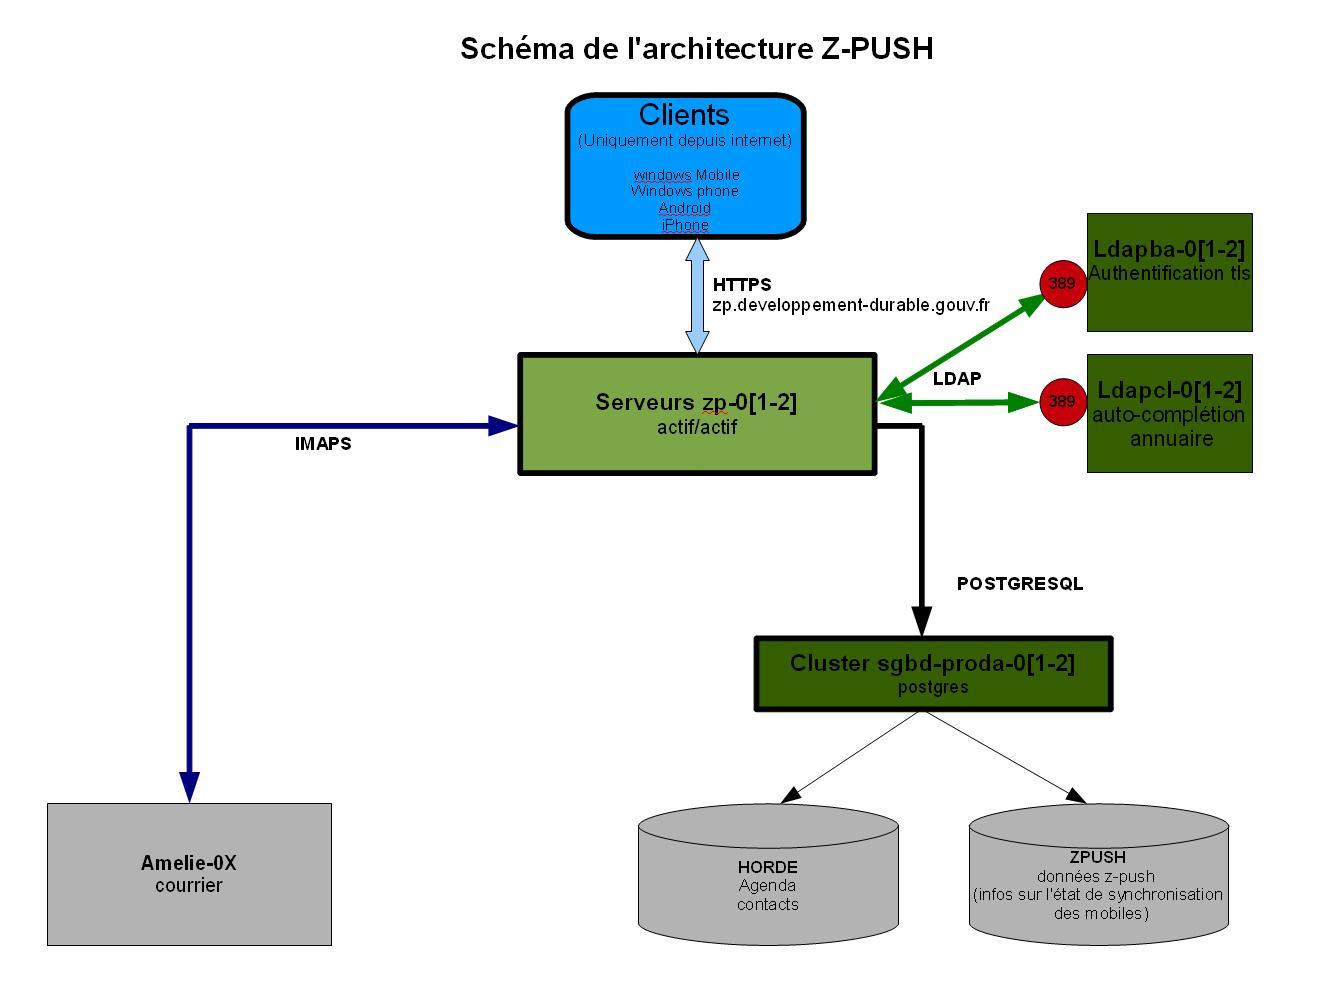 Schéma de l'architecture Z-PUSH
Clients
(Uniquement depuis internet)
windows Mobile
Windows phone
Android
iPhone
HTTPS
zp.developpement-durable.gouv.fr
Ldapba-0[1-2]
Authentification tls
389
LDAP
Ldapcl-0[1-2]
auto-complétion
annuaire
389
Serveurs zp-0[1-2]
actif/actif
IMAPS
POSTGRESQL
Cluster sgbd-proda-0[1-2]
postgres
Amelie-0X
courrier
HORDE
Agenda
contacts
ZPUSH
données z-push
(infos sur l'état de synchronisation
des mobiles)